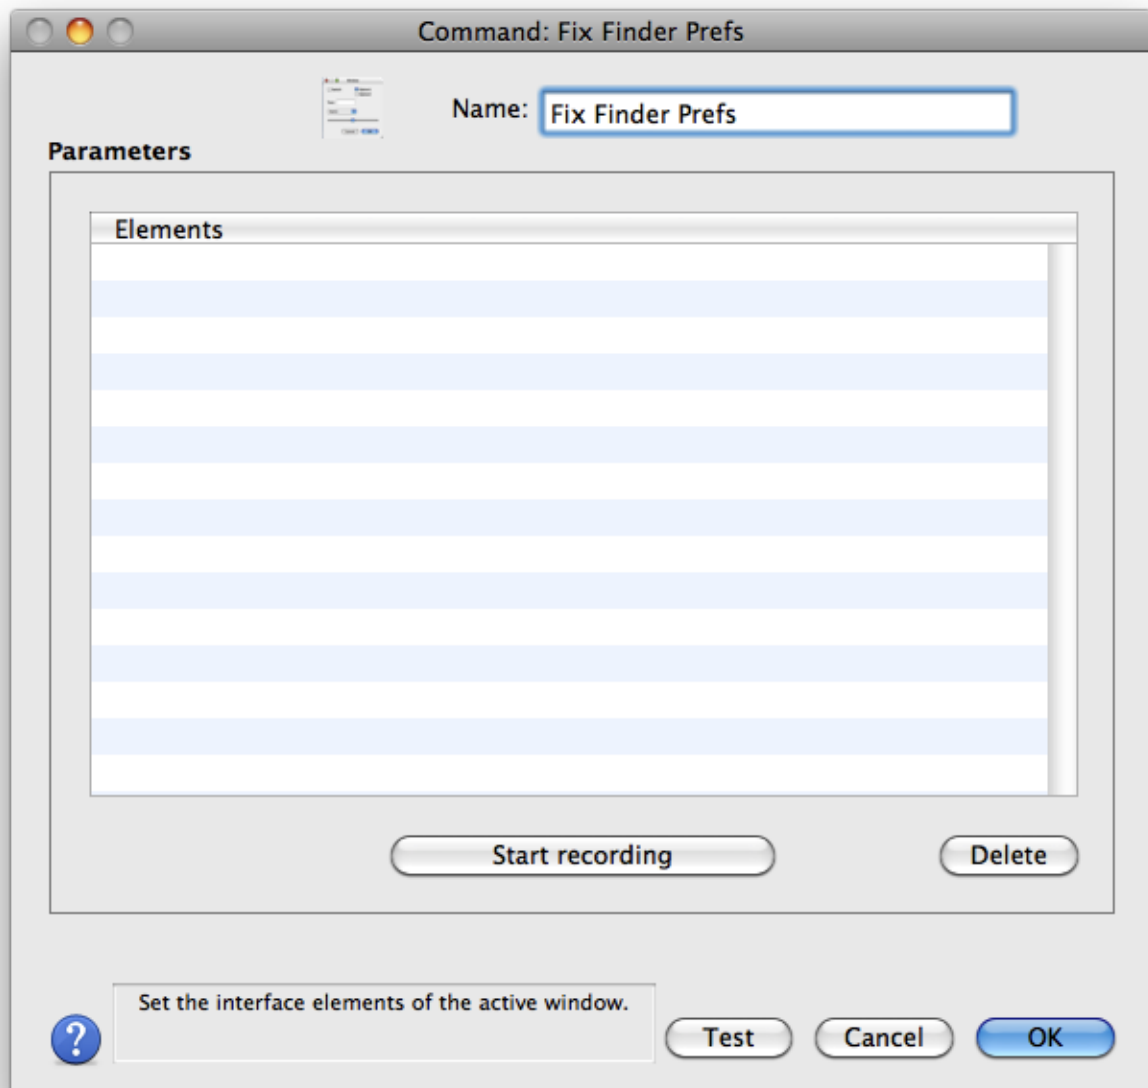 Command: Fix Finder Prefs
Name: Fix Finder Prefs
Parameters
Elements
Start recording
Delete
Set the interface elements of the active window.
?
Test
Cancel
OK